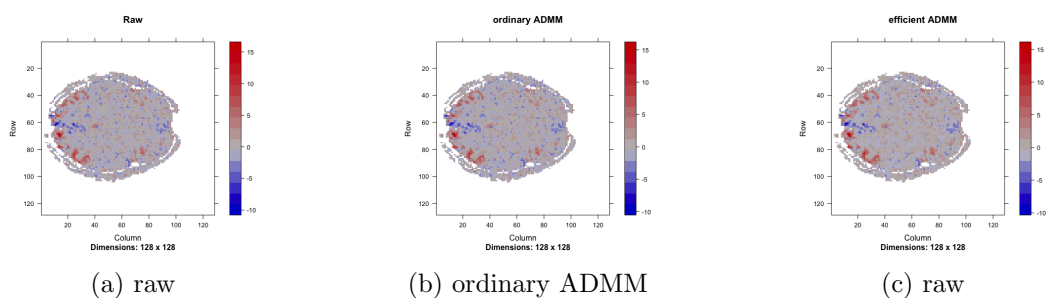 Raw
ordinary ADMM
efficient ADMM
20
40
60
80
100
120
Row
20 40 60 80 100 120
Column
Dimensions: 128 x 128
15
10
5
0
-5
-10
20
40
60
80
100
120
Row
20 40 60 80 100 120
Column
Dimensions: 128 x 128
15
10
5
0
-5
-10
20
40
60
80
100
120
Row
20 40 60 80 100 120
Column
Dimensions: 128 x 128
15
10
5
0
-5
-10
(a) raw
(b) ordinary ADMM
(c) raw